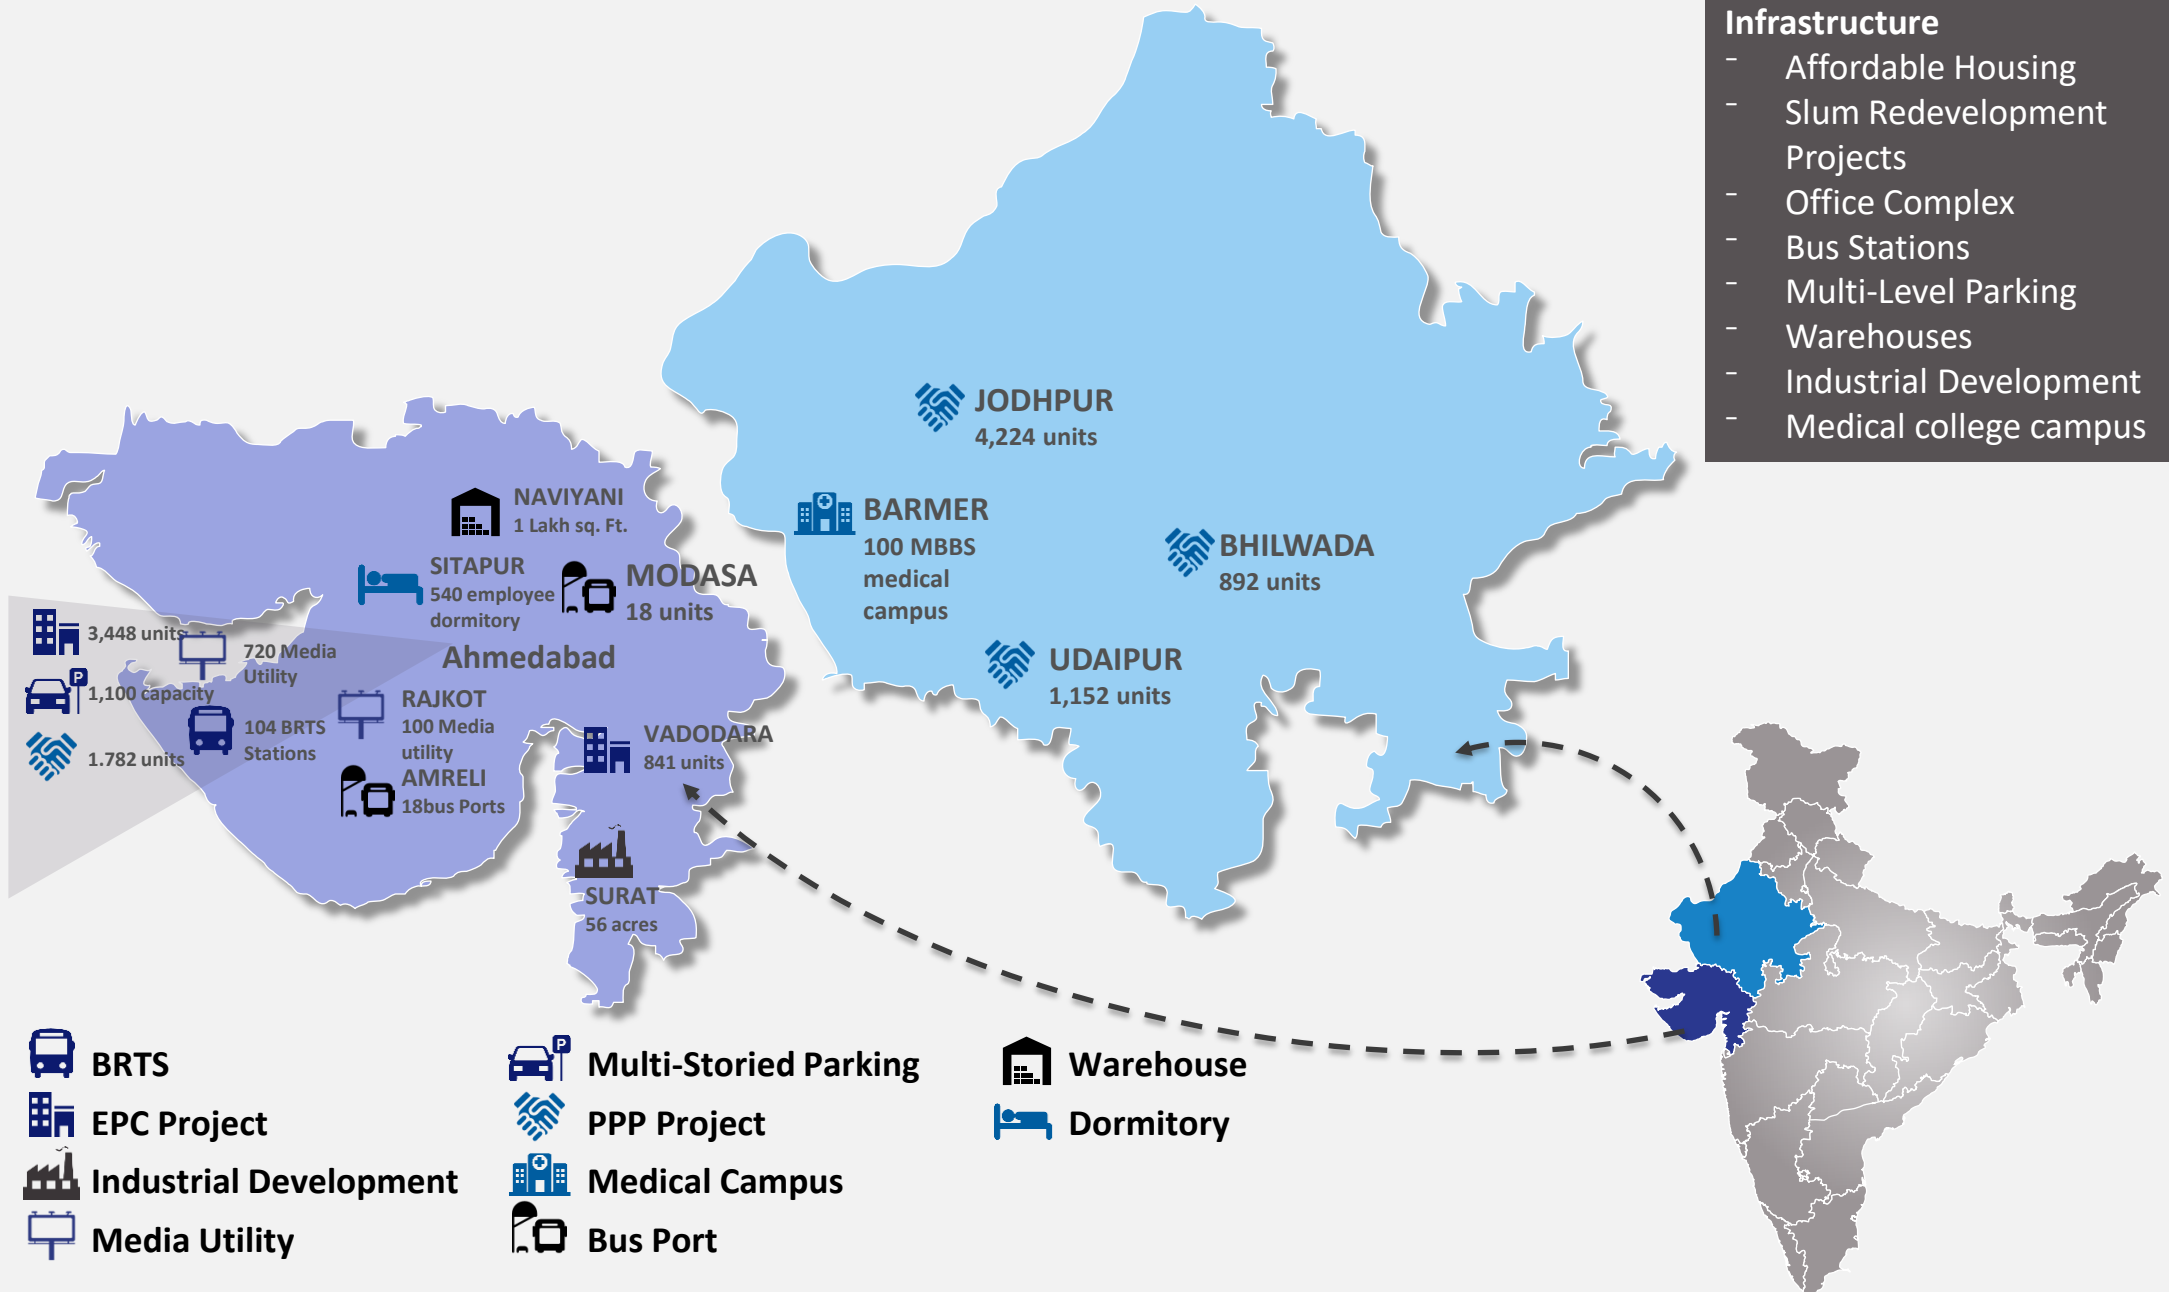 Infrastructure
- Affordable Housing
- Slum Redevelopment
Projects
- Office Complex
- Bus Stations
- Multi-Level Parking
- Warehouses
- Industrial Development
- Medical college campus
JODHPUR
4,224 units
BARMER
100 MBBS
medical
campus
BHILWADA
892 units
UDAIPUR
1,152 units
NAVIYANI
1 Lakh sq. Ft.
SITAPUR
540 employee
dormitory
MODASA
18 units
Ahmedabad
3,448 units
720 Media
Utility
P
1,100 capacity
104 BRTS
Stations
1.782 units
RAJKOT
100 Media
utility
AMRELI
18bus Ports
VADODARA
841 units
SURAT
56 acres
BRTS
EPC Project
Industrial Development
Media Utility
P
Multi-Storied Parking
PPP Project
Medical Campus
Bus Port
Warehouse
Dormitory